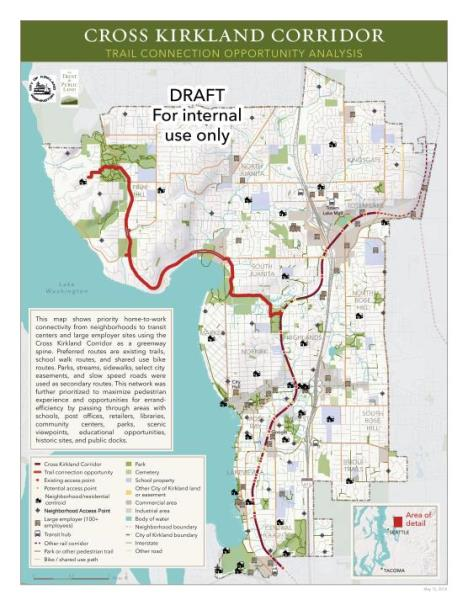 CROSS KIRKLAND CORRIDOR
TRAIL CONNECTION OPPORTUNITY ANALYSIS
DRAFT
For internal
use only
NORTH
JUANITA
KINGSGATE
FINN
HILL
Totem
Lake Mall
SOUTH
JUANITA
NORTH
ROSE
HILL
HIGHLANDS
NORKIRK
Lake
Washington
SOUTH
ROSE
HILL
LAKEVIEW
This map shows priority home-to-work
connectivity from neighborhoods to transit
centers and large employer sites using the
Cross Kirkland Corridor as a greenway
spine. Preferred routes are existing trails,
school walk routes, and shared use bike
routes. Parks, streams, sidewalks, select city
easements, and slow speed roads were
used as secondary routes. This network was
further prioritized to maximize pedestrian
experience and opportunities for errand-
efficiency by passing through areas with
schools, post offices, retailers, libraries,
community centers, parks, scenic
viewpoints, educational opportunities,
historic sites, and public docks.
Cross Kirkland Corridor
Trail connection opportunity
Existing access point
Potential access point
Neighborhood/residential
centroid
Neighborhood Access Point
Large employer (100+
employees)
Transit hub
Other rail corridor
Park or other pedestrian trail
Bike / shared use path
Park
Cemetery
School property
Other City of Kirkland land
or easement
Commercial area
Industrial area
Body of water
Neighborhood boundary
City of Kirkland boundary
Interstate
Other road
Area of
detail
SEATTLE
TACOMA